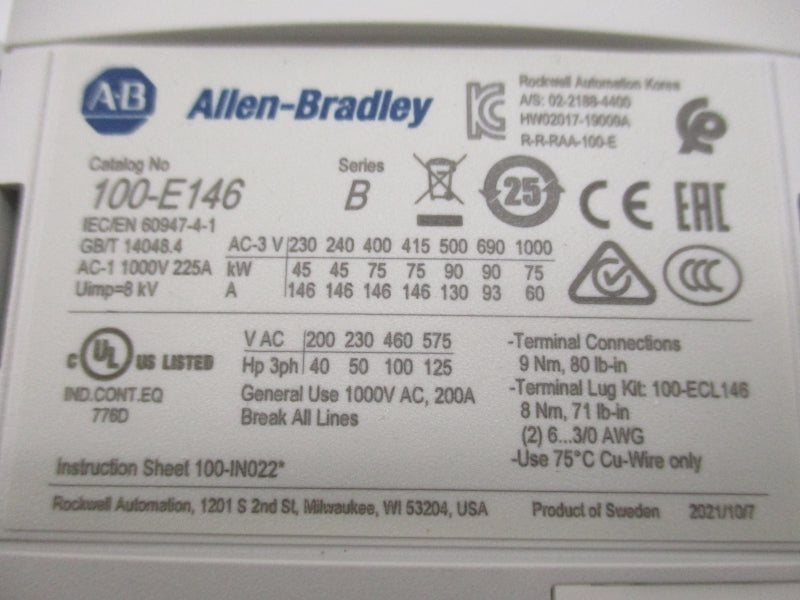 AB Allen-Bradley
Rockwell Automation Korea
A/S: 02-2188-4400
HW02017-19009A
R-R-RAA-100-E
Catalog No
100-E146
Series
B
25
CE
EAC
IEC/EN 60947-4-1
GB/T 14048.4
AC-1 1000V 225A
Uimp=8 kV
AC-3 V 230 240 400 415 500 690 1000
kW 45 45 75 75 90 90 75
A 146 146 146 146 130 93 60
CCC
c UL US LISTED
IND.CONT.EQ
776D
V AC 200 230 460 575
Hp 3ph 40 50 100 125
General Use 1000V AC, 200A
Break All Lines
-Terminal Connections
9 Nm, 80 lb-in
-Terminal Lug Kit: 100-ECL146
8 Nm, 71 lb-in
(2) 6...3/0 AWG
-Use 75°C Cu-Wire only
Instruction Sheet 100-IN022*
Rockwell Automation, 1201 S 2nd St, Milwaukee, WI 53204, USA Product of Sweden 2021/10/7